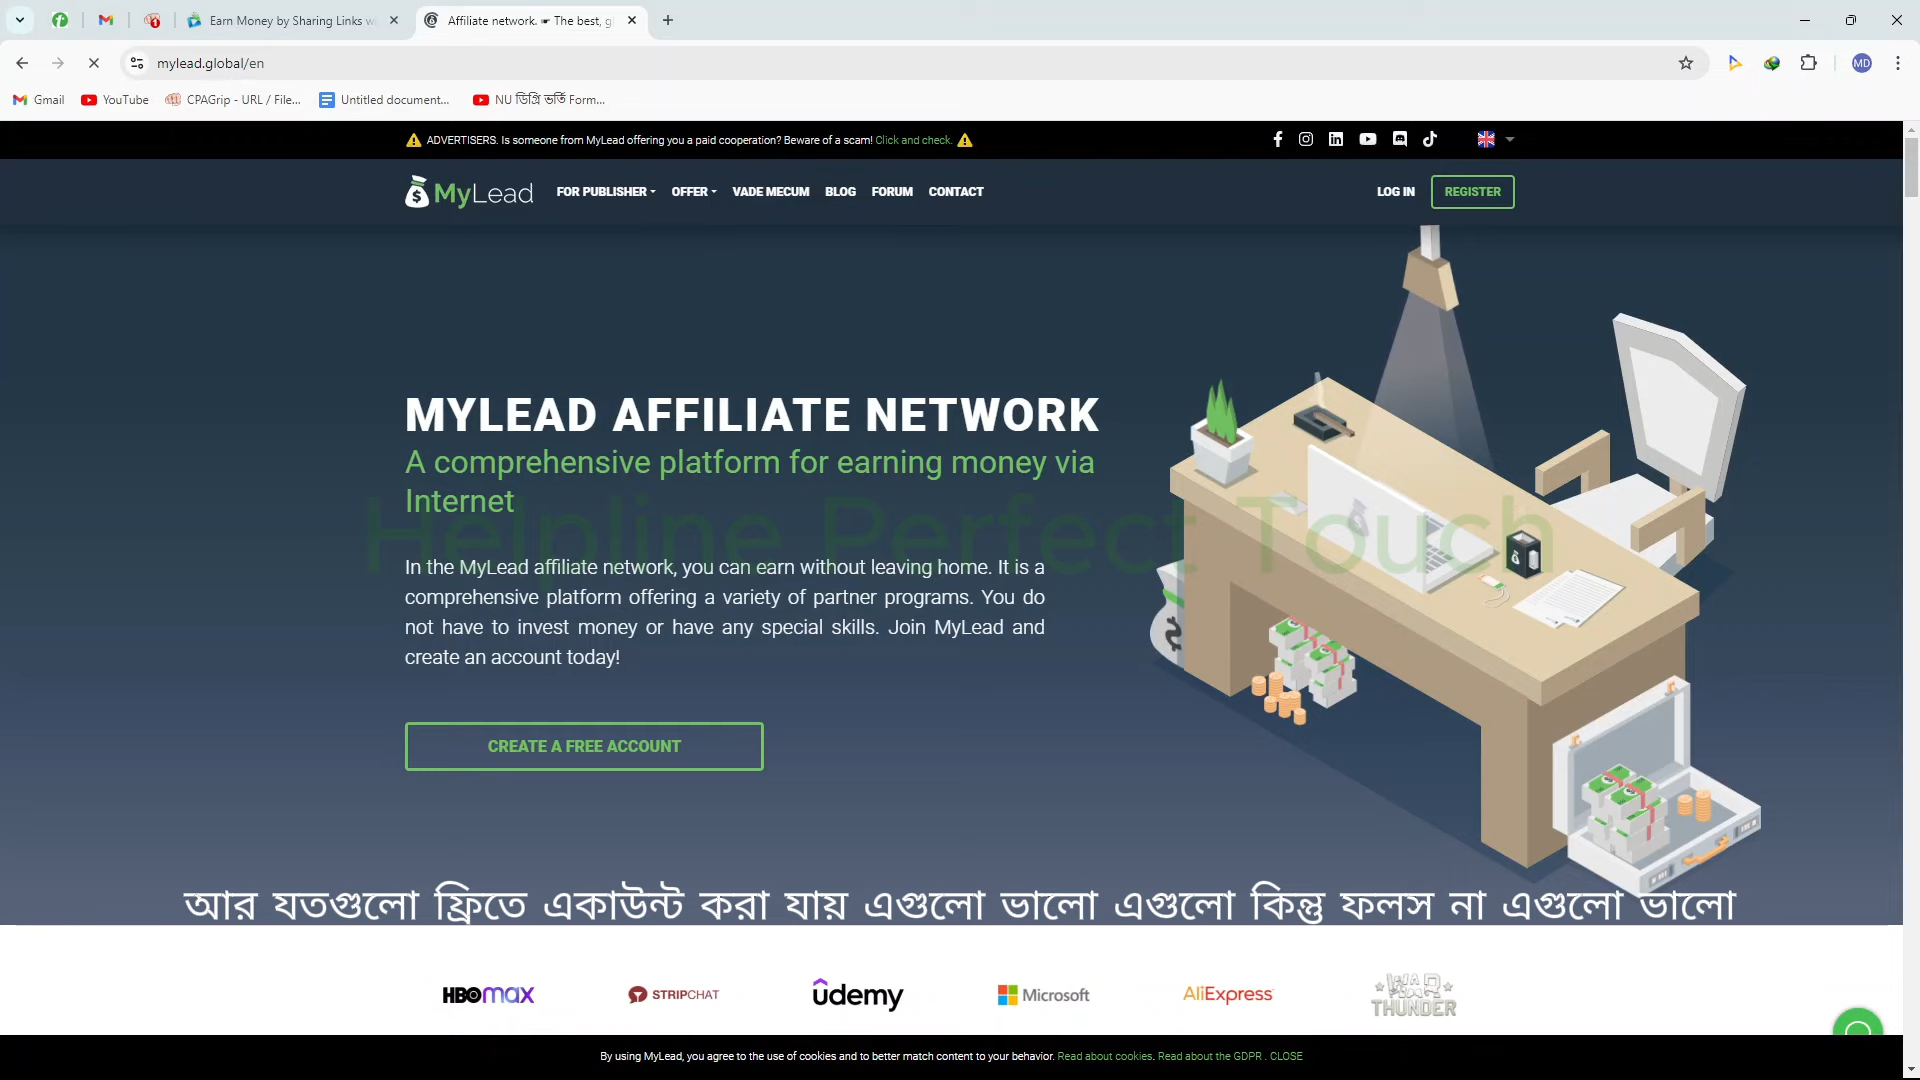 Earn Money by Sharing Links w
Affiliate network. ☛ The best, g
mylead.global/en
MD
Gmail
YouTube
CPAGrip - URL / File...
Untitled document...
NU ডিগ্রি ভর্তি Form...
ADVERTISERS. Is someone from MyLead offering you a paid cooperation? Beware of a scam! Click and check.
MyLead
FOR PUBLISHER
OFFER
VADE MECUM
BLOG
FORUM
CONTACT
LOG IN
REGISTER
MYLEAD AFFILIATE NETWORK
A comprehensive platform for earning money via
Internet
Helpline Perfect Touch
In the MyLead affiliate network, you can earn without leaving home. It is a
comprehensive platform offering a variety of partner programs. You do
not have to invest money or have any special skills. Join MyLead and
create an account today!
CREATE A FREE ACCOUNT
আর যতগুলো ফ্রিতে একাউন্ট করা যায় এগুলো ভালো এগুলো কিন্তু ফলস না এগুলো ভালো
HBOMAX
STRIPCHAT
ûdemy
Microsoft
AliExpress
WAR THUNDER
By using MyLead, you agree to the use of cookies and to better match content to your behavior. Read about cookies. Read about the GDPR . CLOSE